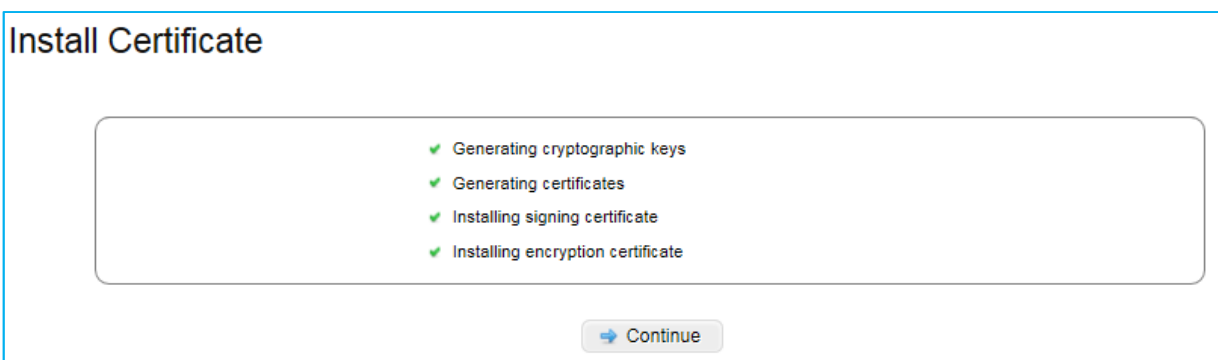 Install Certificate
Generating cryptographic keys
Generating certificates
Installing signing certificate
Installing encryption certificate
Continue